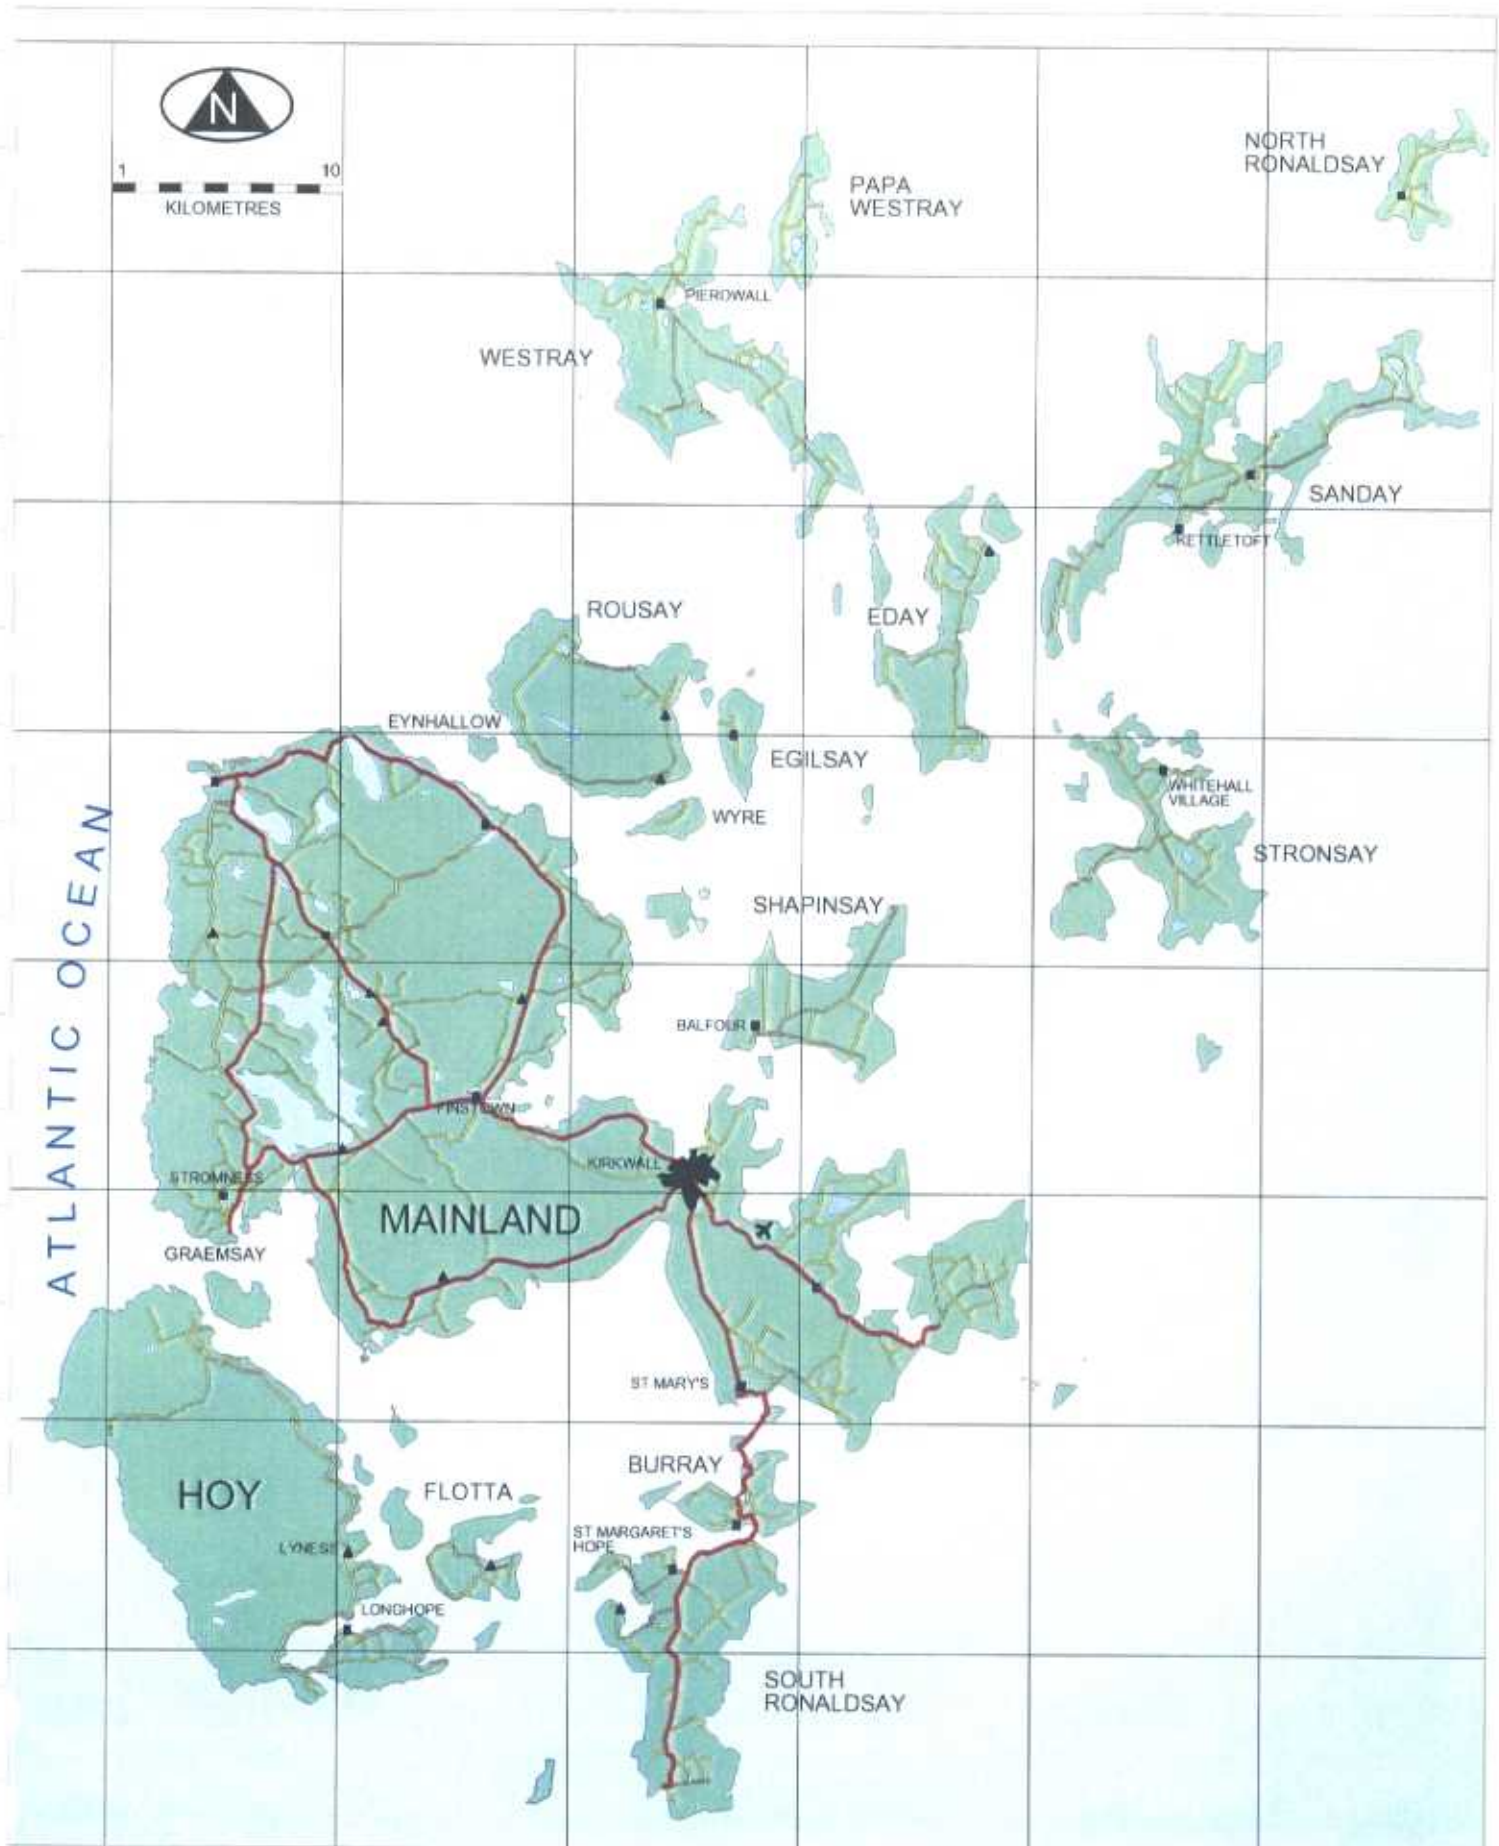 N
1 10
KILOMETRES
NORTH
RONALDSAY
PAPA
WESTRAY
PIEROWALL
WESTRAY
SANDAY
KETTLETOFT
ROUSAY
EDAY
EYNHALLOW
EGILSAY
WYRE
WHITEHALL
VILLAGE
STRONSAY
SHAPINSAY
ATLANTIC OCEAN
BALFOUR
FINSTOWN
KIRKWALL
STROMNESS
MAINLAND
GRAEMSAY
ST MARY'S
BURRAY
HOY
FLOTTA
ST MARGARET'S
HOPE
LYNESS
LONGHOPE
SOUTH
RONALDSAY